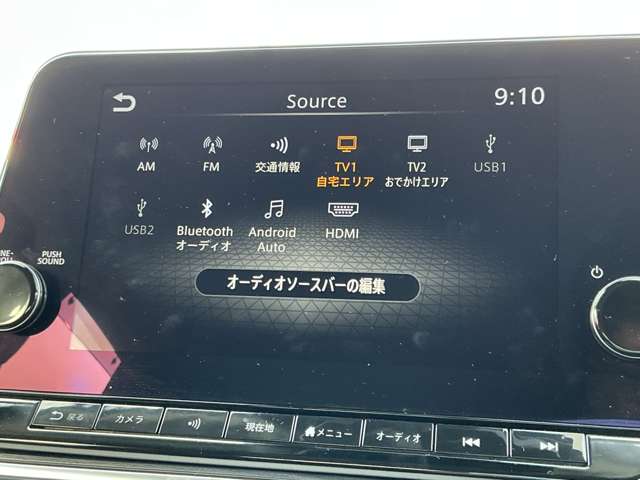 Source
9:10
AM
FM
交通情報
TV1
自宅エリア
TV2
おでかけエリア
USB1
USB2
Bluetooth
オーディオ
Android
Auto
HDMI
オーディオソースバーの編集
PUSH
SOUND
戻る
カメラ
現在地
メニュー
オーディオ